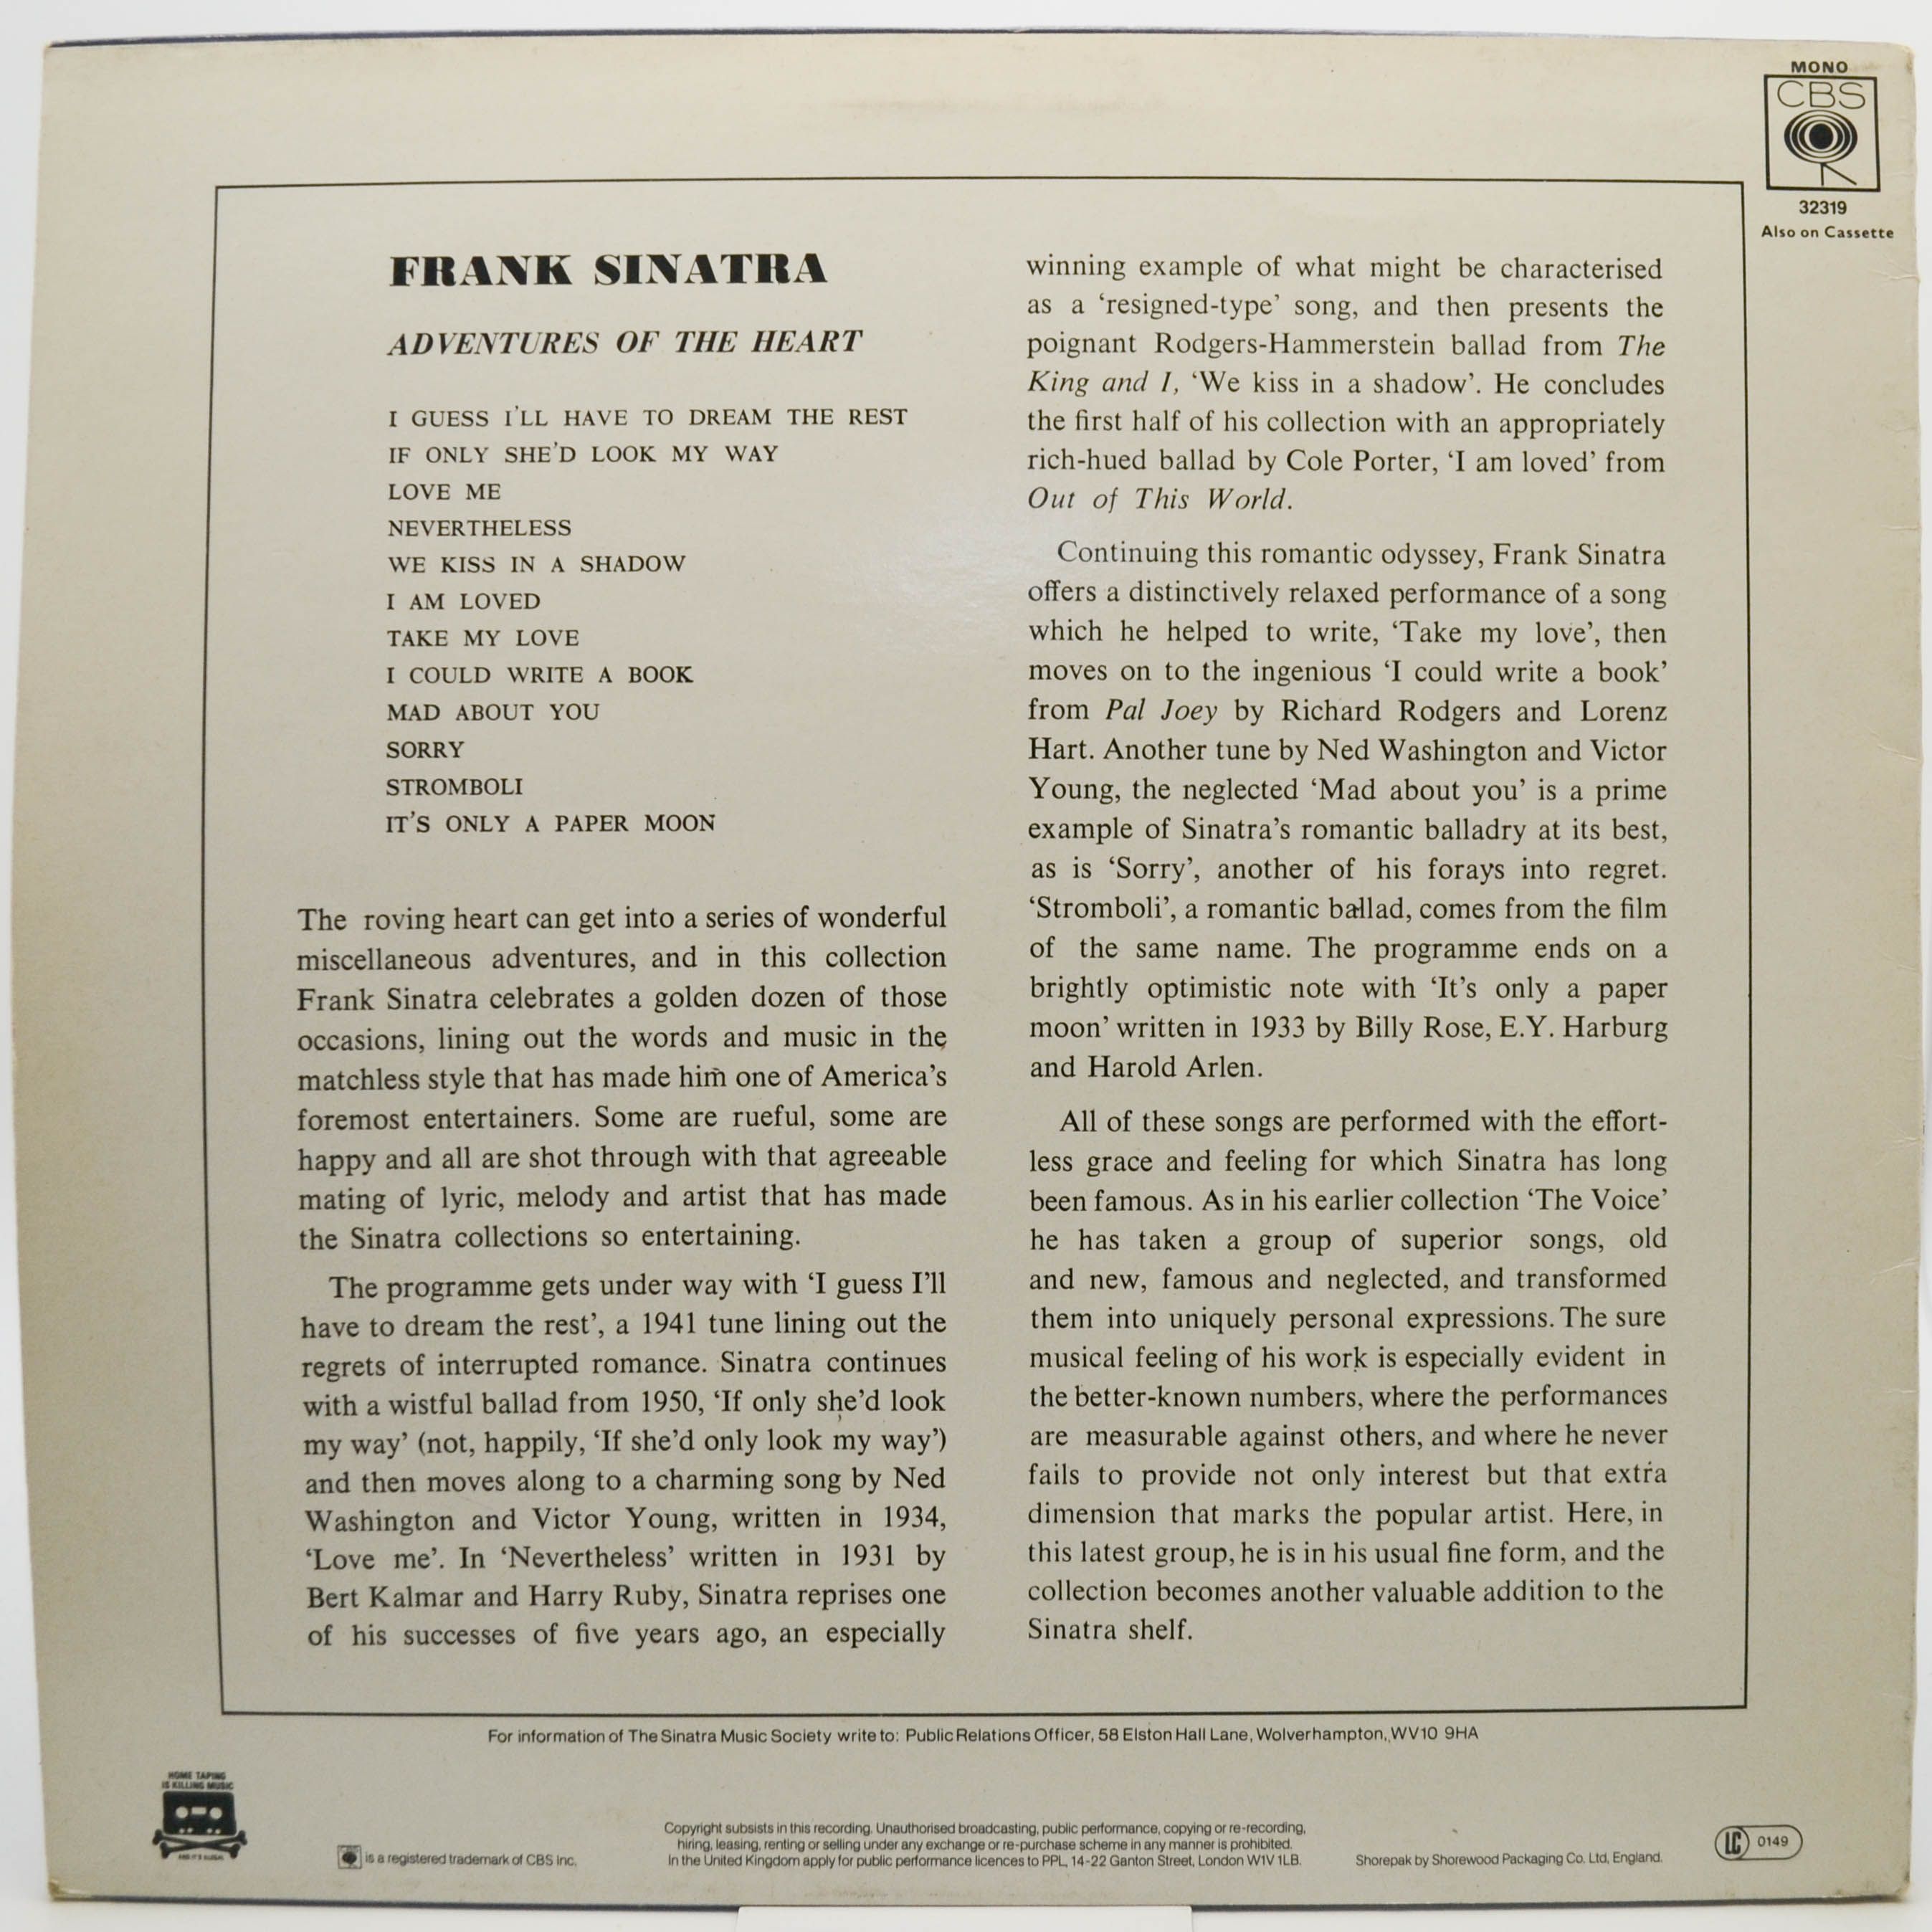 MONO
CBS
32319
Also on Cassette
FRANK SINATRA
ADVENTURES OF THE HEART
I GUESS I'LL HAVE TO DREAM THE REST
IF ONLY SHE'D LOOK MY WAY
LOVE ME
NEVERTHELESS
WE KISS IN A SHADOW
I AM LOVED
TAKE MY LOVE
I COULD WRITE A BOOK
MAD ABOUT YOU
SORRY
STROMBOLI
IT'S ONLY A PAPER MOON
The roving heart can get into a series of wonderful
miscellaneous adventures, and in this collection
Frank Sinatra celebrates a golden dozen of those
occasions, lining out the words and music in the
matchless style that has made him one of America's
foremost entertainers. Some are rueful, some are
happy and all are shot through with that agreeable
mating of lyric, melody and artist that has made
the Sinatra collections so entertaining.
The programme gets under way with 'I guess I'll
have to dream the rest', a 1941 tune lining out the
regrets of interrupted romance. Sinatra continues
with a wistful ballad from 1950, 'If only she'd look
my way' (not, happily, 'If she'd only look my way')
and then moves along to a charming song by Ned
Washington and Victor Young, written in 1934,
'Love me'. In 'Nevertheless' written in 1931 by
Bert Kalmar and Harry Ruby, Sinatra reprises one
of his successes of five years ago, an especially
winning example of what might be characterised
as a 'resigned-type' song, and then presents the
poignant Rodgers-Hammerstein ballad from The
King and I, 'We kiss in a shadow'. He concludes
the first half of his collection with an appropriately
rich-hued ballad by Cole Porter, 'I am loved' from
Out of This World.
Continuing this romantic odyssey, Frank Sinatra
offers a distinctively relaxed performance of a song
which he helped to write, 'Take my love', then
moves on to the ingenious 'I could write a book'
from Pal Joey by Richard Rodgers and Lorenz
Hart. Another tune by Ned Washington and Victor
Young, the neglected 'Mad about you' is a prime
example of Sinatra's romantic balladry at its best,
as is 'Sorry', another of his forays into regret.
'Stromboli', a romantic ballad, comes from the film
of the same name. The programme ends on a
brightly optimistic note with 'It's only a paper
moon' written in 1933 by Billy Rose, E.Y. Harburg
and Harold Arlen.
All of these songs are performed with the effort-
less grace and feeling for which Sinatra has long
been famous. As in his earlier collection 'The Voice'
he has taken a group of superior songs, old
and new, famous and neglected, and transformed
them into uniquely personal expressions. The sure
musical feeling of his work is especially evident in
the better-known numbers, where the performances
are measurable against others, and where he never
fails to provide not only interest but that extra
dimension that marks the popular artist. Here, in
this latest group, he is in his usual fine form, and the
collection becomes another valuable addition to the
Sinatra shelf.
For information of The Sinatra Music Society write to: Public Relations Officer, 58 Elston Hall Lane, Wolverhampton, WV10 9HA
HOME TAPING
IS KILLING MUSIC
AND IT'S ILLEGAL
is a registered trademark of CBS Inc.
Copyright subsists in this recording. Unauthorised broadcasting, public performance, copying or re-recording,
hiring, leasing, renting or selling under any exchange or re-purchase scheme in any manner is prohibited.
In the United Kingdom apply for public performance licences to PPL, 14-22 Ganton Street, London W1V 1LB.
Shorepak by Shorewood Packaging Co. Ltd, England.
LC 0149